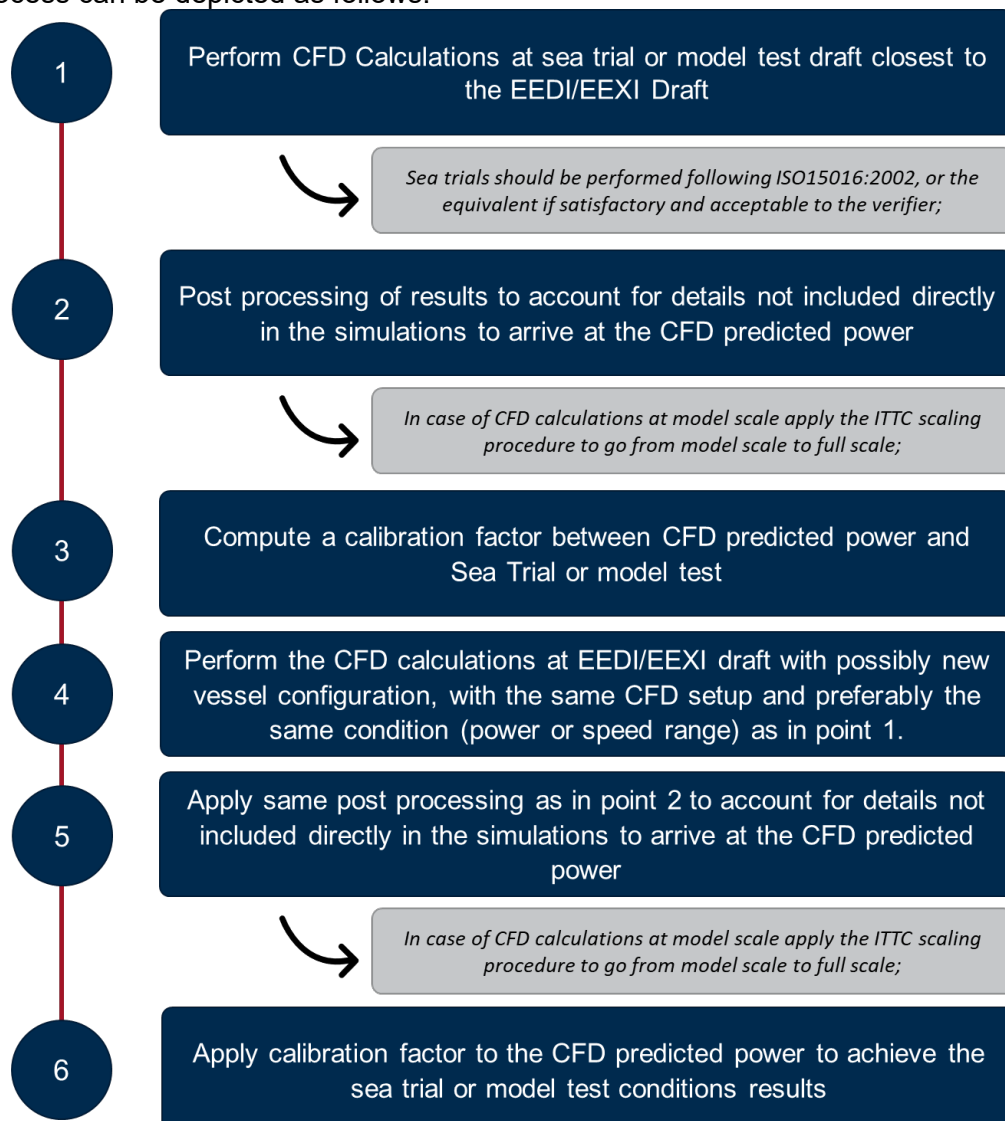 ocess can be depicted as follows:
1
Perform CFD Calculations at sea trial or model test draft closest to
the EEDI/EEXI Draft
Sea trials should be performed following ISO15016:2002, or the
equivalent if satisfactory and acceptable to the verifier;
2
Post processing of results to account for details not included directly
in the simulations to arrive at the CFD predicted power
In case of CFD calculations at model scale apply the ITTC scaling
procedure to go from model scale to full scale;
3
Compute a calibration factor between CFD predicted power and
Sea Trial or model test
4
Perform the CFD calculations at EEDI/EEXI draft with possibly new
vessel configuration, with the same CFD setup and preferably the
same condition (power or speed range) as in point 1.
5
Apply same post processing as in point 2 to account for details not
included directly in the simulations to arrive at the CFD predicted
power
In case of CFD calculations at model scale apply the ITTC scaling
procedure to go from model scale to full scale;
6
Apply calibration factor to the CFD predicted power to achieve the
sea trial or model test conditions results